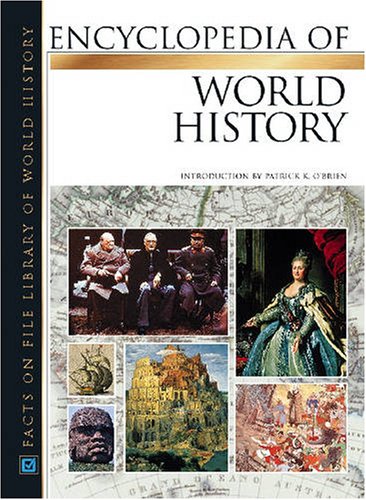 ENCYCLOPEDIA OF
WORLD
HISTORY
INTRODUCTION BY PATRICK K. O'BRIEN
FACTS ON FILE LIBRARY OF WORLD HISTORY